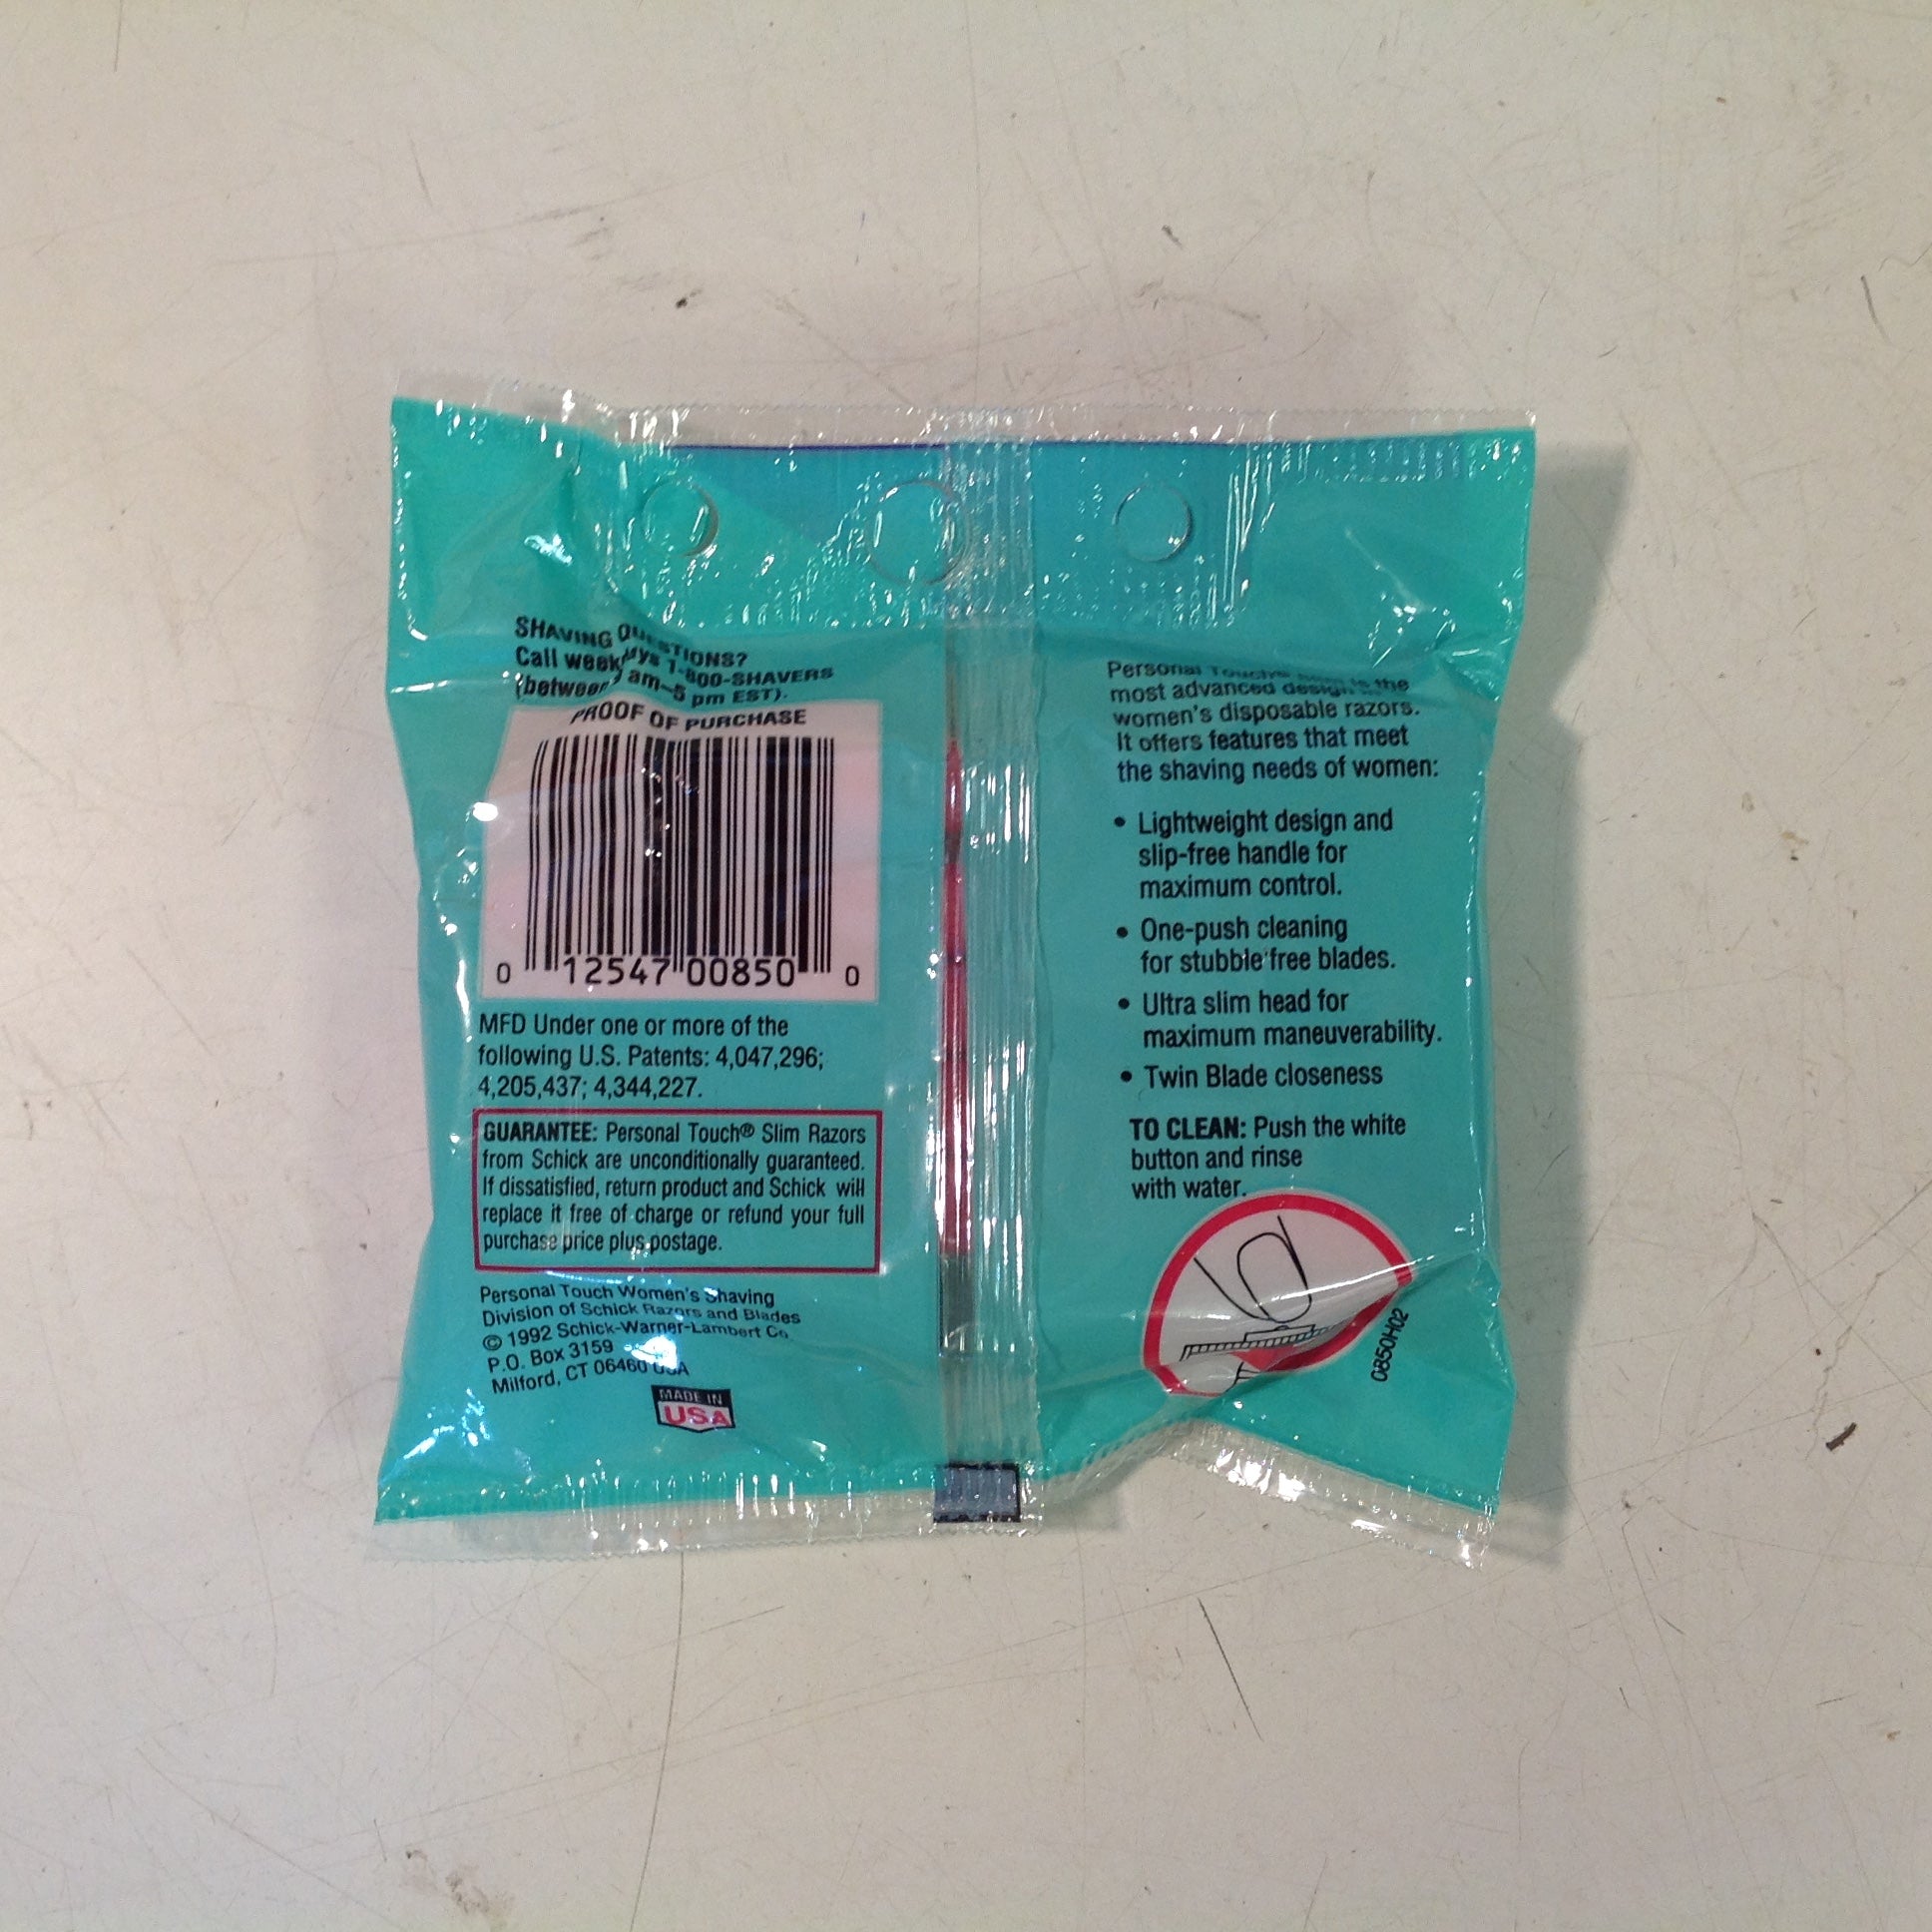 SHAVING QUESTIONS?
Call weekdays 1-800-SHAVERS
(between 9 am–5 pm EST).
PROOF OF PURCHASE
0 12547 00850 0
MFD Under one or more of the
following U.S. Patents: 4,047,296;
4,205,437; 4,344,227.
GUARANTEE: Personal Touch® Slim Razors
from Schick are unconditionally guaranteed.
If dissatisfied, return product and Schick will
replace it free of charge or refund your full
purchase price plus postage.
Personal Touch Women's Shaving
Division of Schick Razors and Blades
© 1992 Schick-Warner-Lambert Co.
P.O. Box 3159
Milford, CT 06460 USA
MADE IN
USA
Personal Touch® is the
most advanced design in the
women's disposable razors.
It offers features that meet
the shaving needs of women:
• Lightweight design and
slip-free handle for
maximum control.
• One-push cleaning
for stubble free blades.
• Ultra slim head for
maximum maneuverability.
• Twin Blade closeness
TO CLEAN: Push the white
button and rinse
with water.
0850H02